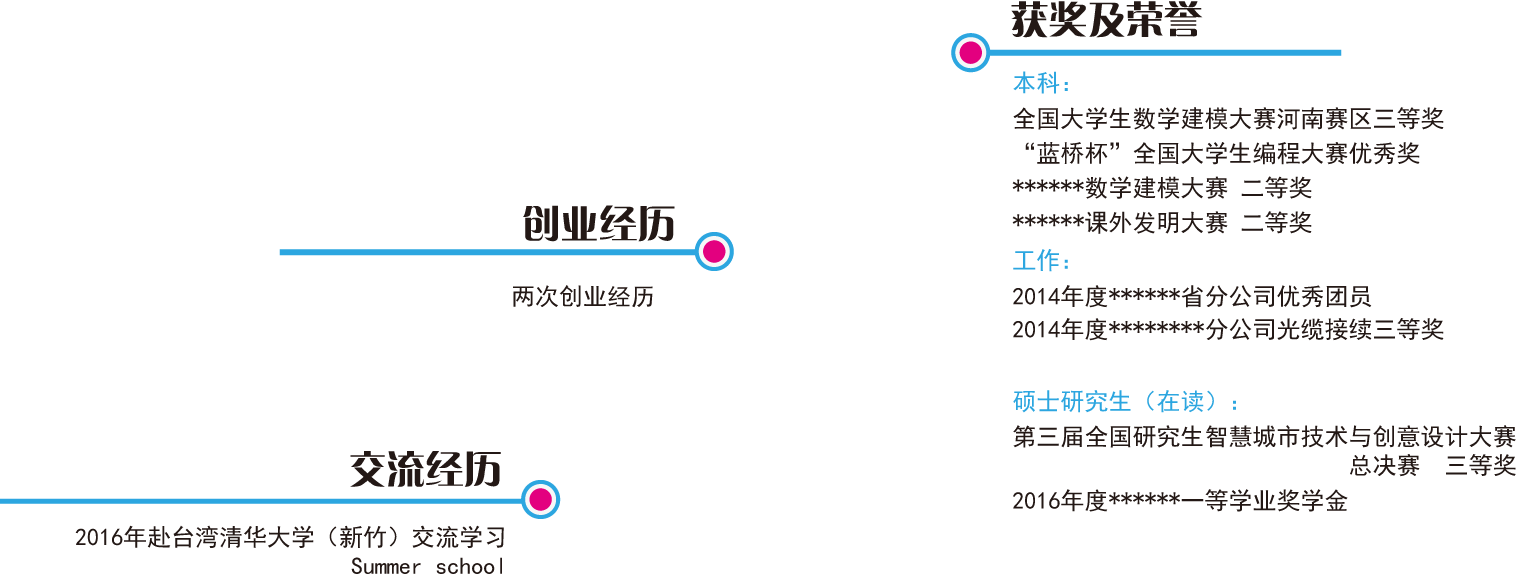 创业经历
两次创业经历
交流经历
2016年赴台湾清华大学（新竹）交流学习
Summer school
获奖及荣誉
本科：
全国大学生数学建模大赛河南赛区三等奖
“蓝桥杯”全国大学生编程大赛优秀奖
******数学建模大赛 二等奖
******课外发明大赛 二等奖
工作：
2014年度******省分公司优秀团员
2014年度********分公司光缆接续三等奖
硕士研究生（在读）：
第三届全国研究生智慧城市技术与创意设计大赛
总决赛 三等奖
2016年度******一等学业奖学金